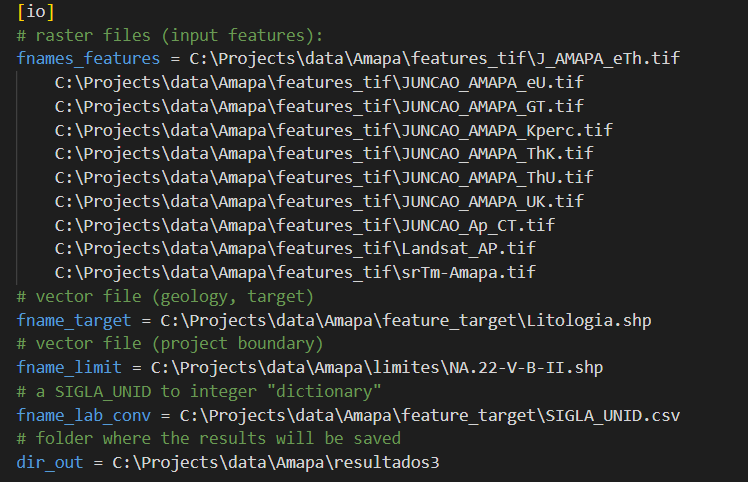 [io]
# raster files (input features):
fnames_features = C:\Projects\data\Amapa\features_tif\J_AMAPA_eTh.tif
C:\Projects\data\Amapa\features_tif\JUNCAO_AMAPA_eU.tif
C:\Projects\data\Amapa\features_tif\JUNCAO_AMAPA_GT.tif
C:\Projects\data\Amapa\features_tif\JUNCAO_AMAPA_Kperc.tif
C:\Projects\data\Amapa\features_tif\JUNCAO_AMAPA_ThK.tif
C:\Projects\data\Amapa\features_tif\JUNCAO_AMAPA_ThU.tif
C:\Projects\data\Amapa\features_tif\JUNCAO_AMAPA_UK.tif
C:\Projects\data\Amapa\features_tif\JUNCAO_Ap_CT.tif
C:\Projects\data\Amapa\features_tif\Landsat_AP.tif
C:\Projects\data\Amapa\features_tif\srTm-Amapa.tif
# vector file (geology, target)
fname_target = C:\Projects\data\Amapa\feature_target\Litologia.shp
# vector file (project boundary)
fname_limit = C:\Projects\data\Amapa\limites\NA.22-V-B-II.shp
# a SIGLA_UNID to integer "dictionary"
fname_lab_conv = C:\Projects\data\Amapa\feature_target\SIGLA_UNID.csv
# folder where the results will be saved
dir_out = C:\Projects\data\Amapa\resultados3